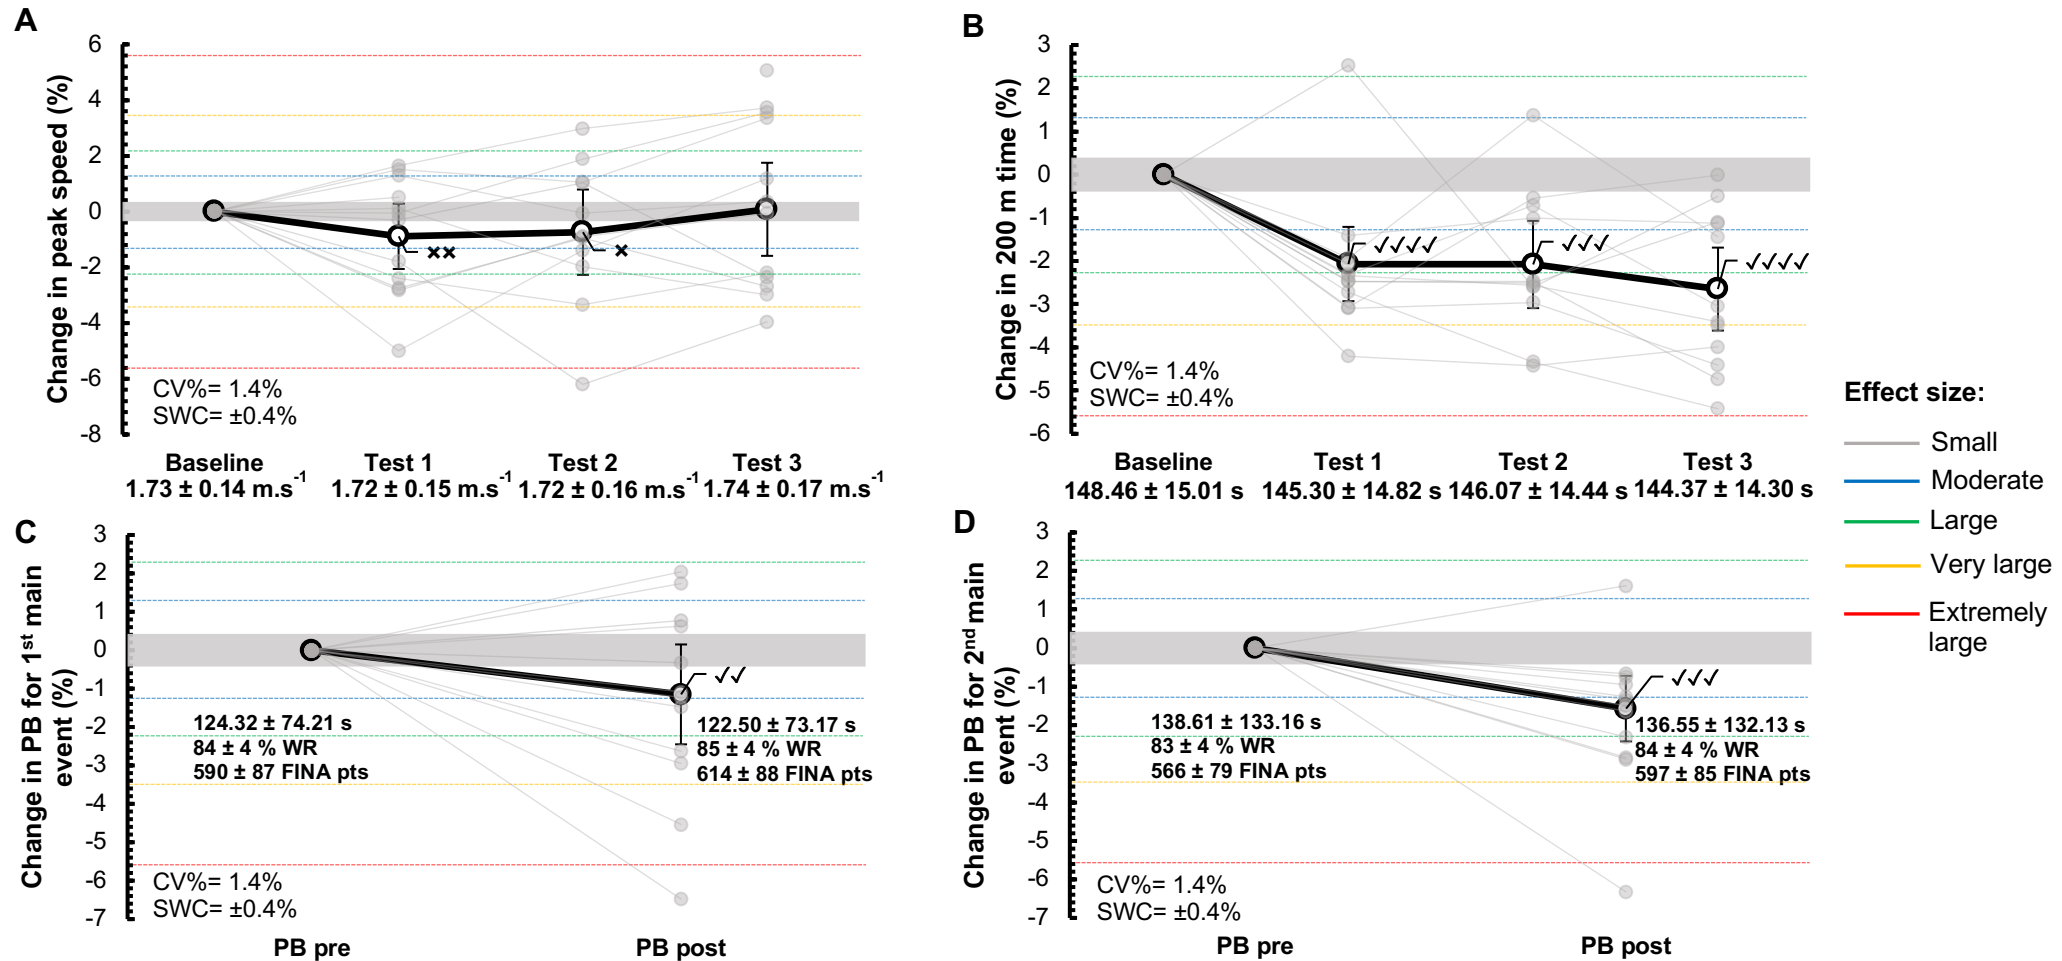 A
6
4
2
0
-2
-4
-6
-8
Change in peak speed (%)
×× 
×
CV%= 1.4%
SWC= ±0.4%
Baseline Test 1 Test 2 Test 3
1.73 ± 0.14 m.s-1 1.72 ± 0.15 m.s-1 1.72 ± 0.16 m.s-1 1.74 ± 0.17 m.s-1
B
3
2
1
0
-1
-2
-3
-4
-5
-6
Change in 200 m time (%)
✓✓✓✓ ✓✓✓ ✓✓✓✓
CV%= 1.4%
SWC= ±0.4%
Baseline Test 1 Test 2 Test 3
148.46 ± 15.01 s 145.30 ± 14.82 s 146.07 ± 14.44 s 144.37 ± 14.30 s
Effect size:
Small
Moderate
Large
Very large
Extremely
large
C
3
2
1
0
-1
-2
-3
-4
-5
-6
-7
Change in PB for 1st main
event (%)
✓✓
124.32 ± 74.21 s
84 ± 4 % WR
590 ± 87 FINA pts
122.50 ± 73.17 s
85 ± 4 % WR
614 ± 88 FINA pts
CV%= 1.4%
SWC= ±0.4%
PB pre PB post
D
3
2
1
0
-1
-2
-3
-4
-5
-6
-7
Change in PB for 2nd main
event (%)
✓✓✓
138.61 ± 133.16 s
83 ± 4 % WR
566 ± 79 FINA pts
136.55 ± 132.13 s
84 ± 4 % WR
597 ± 85 FINA pts
CV%= 1.4%
SWC= ±0.4%
PB pre PB post